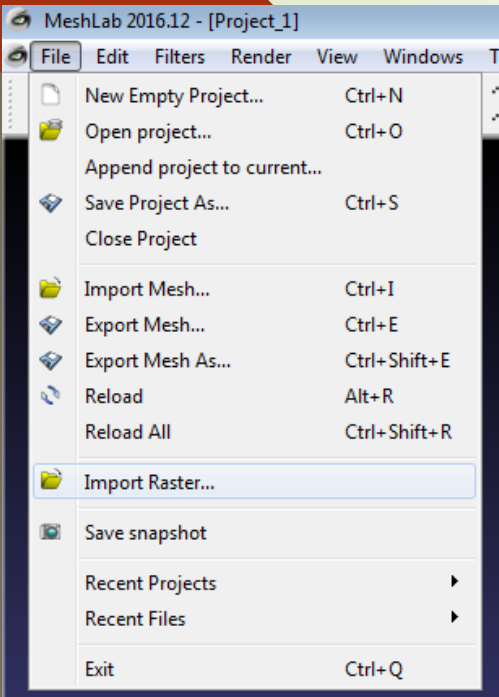 MeshLab 2016.12 - [Project_1]
File Edit Filters Render View Windows T
New Empty Project... Ctrl+N
Open project... Ctrl+O
Append project to current...
Save Project As... Ctrl+S
Close Project
Import Mesh... Ctrl+I
Export Mesh... Ctrl+E
Export Mesh As... Ctrl+Shift+E
Reload Alt+R
Reload All Ctrl+Shift+R
Import Raster...
Save snapshot
Recent Projects
Recent Files
Exit Ctrl+Q